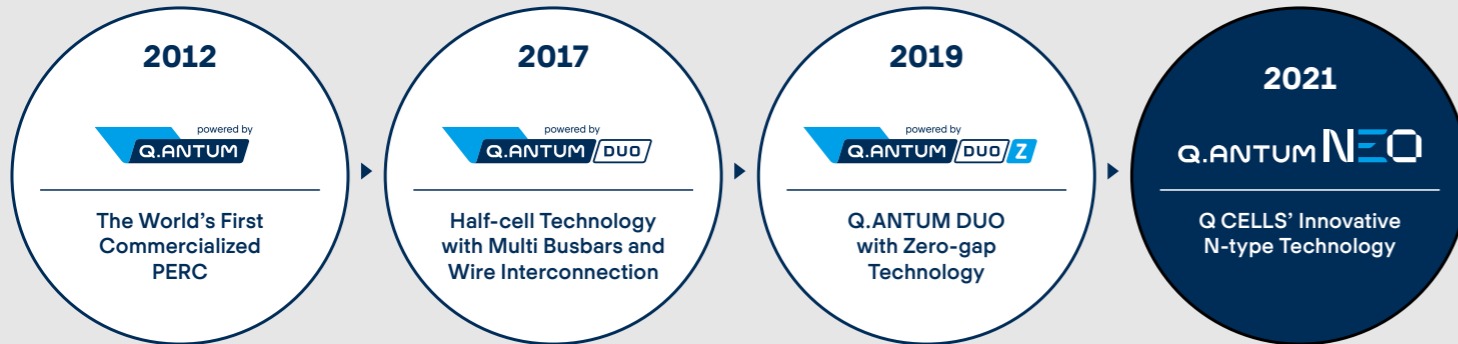 2012
powered by
Q.ANTUM
The World’s First
Commercialized
PERC
2017
powered by
Q.ANTUM DUO
Half-cell Technology
with Multi Busbars and
Wire Interconnection
2019
powered by
Q.ANTUM DUO Z
Q.ANTUM DUO
with Zero-gap
Technology
2021
Q.ANTUM NEO
Q CELLS’ Innovative
N-type Technology